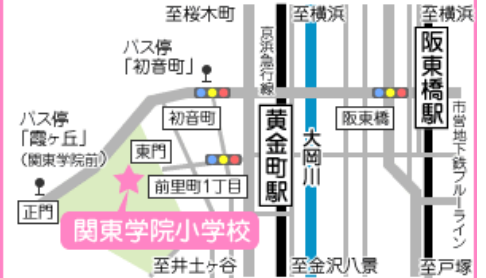 至桜木町
至横浜
至横浜
バス停
「初音町」
京浜急行線
阪東橋駅
初音町
阪東橋
黄金町駅
大岡川
市営地下鉄ブルーライン
バス停
「霞ヶ丘」
(関東学院前)
東門
前里町1丁目
正門
関東学院小学校
至井土ヶ谷
至金沢八景
至戸塚